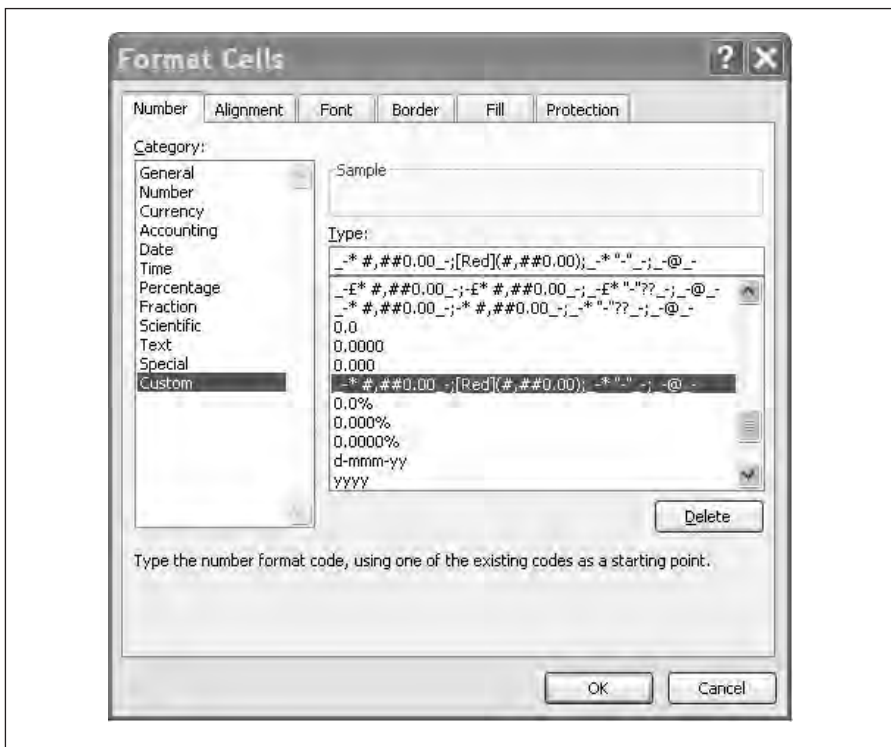 Format Cells
Number Alignment Font Border Fill Protection
Category:
General
Number
Currency
Accounting
Date
Time
Percentage
Fraction
Scientific
Text
Special
Custom
Sample
Type:
_-* #,##0.00_-;[Red](#,##0.00);_-* "-"_-;_-@_-
_-£* #,##0.00_-;-£* #,##0.00_-;_-£* "-"??_-;_-@_-
_-* #,##0.00_-;-* #,##0.00_-;_-* "-"??_-;_-@_-
0.0
0.0000
0.000
_-* #,##0.00_-;[Red](#,##0.00);_-* "-"_-;_-@_-
0.0%
0.000%
0.0000%
d-mmm-yy
yyyy
Delete
Type the number format code, using one of the existing codes as a starting point.
OK Cancel